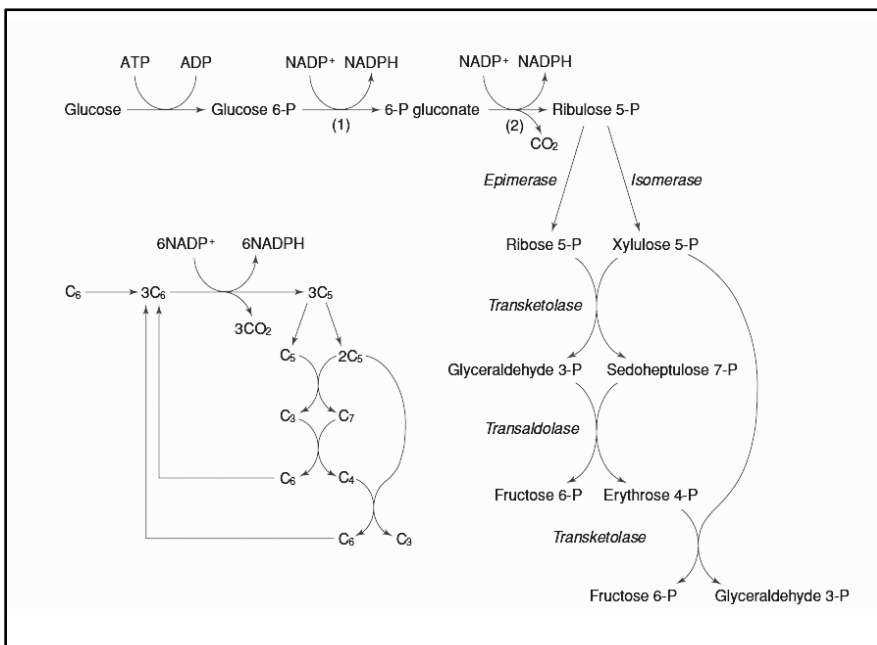 ATP ADP NADP+ NADPH NADP+ NADPH
Glucose Glucose 6-P 6-P gluconate Ribulose 5-P
(1) (2)
CO2
Epimerase Isomerase
6NADP+ 6NADPH Ribose 5-P Xylulose 5-P
C6 3C6 3C5
Transketolase
3CO2
C5 2C5
Glyceraldehyde 3-P Sedoheptulose 7-P
C3 C7
Transaldolase
C6 C4
Fructose 6-P Erythrose 4-P
C6 C3
Transketolase
Fructose 6-P Glyceraldehyde 3-P